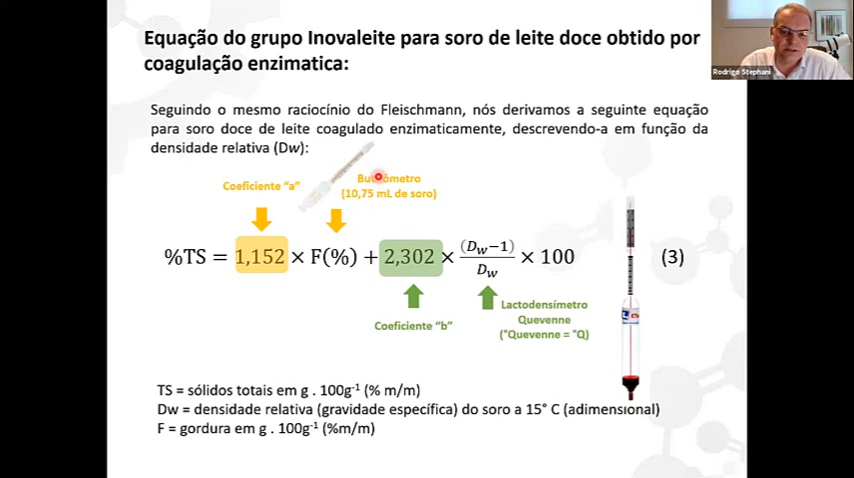 Equação do grupo Inovaleite para soro de leite doce obtido por
coagulação enzimatica:
Rodrigo Stephani
Seguindo o mesmo raciocínio do Fleischmann, nós derivamos a seguinte equação
para soro doce de leite coagulado enzimaticamente, descrevendo-a em função da
densidade relativa (Dw):
Coeficiente "a"
(10,75 mL de soro)
%TS = 1,152 × F(%) + 2,302 × (D_W−1)/D_W × 100 (3)
Coeficiente "b"
Lactodensímetro
Quevenne
(°Quevenne = °Q)
TS = sólidos totais em g . 100g⁻¹ (% m/m)
Dw = densidade relativa (gravidade específica) do soro a 15° C (adimensional)
F = gordura em g . 100g⁻¹ (%m/m)